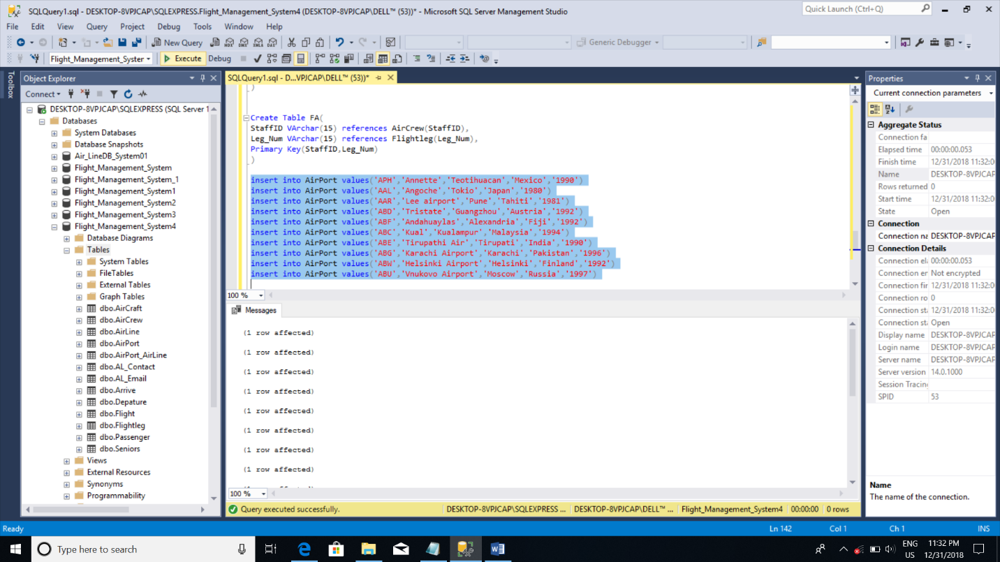 SQLQuery1.sql - DESKTOP-8VPJCAP\SQLEXPRESS.Flight_Management_System4 (DESKTOP-8VPJCAP\DELL™ (53))* - Microsoft SQL Server Management Studio
Quick Launch (Ctrl+Q)
File Edit View Query Project Debug Tools Window Help
New Query
Generic Debugger
Flight_Management_Syster
Execute Debug
Toolbox
Object Explorer
Connect
DESKTOP-8VPJCAP\SQLEXPRESS (SQL Server 1
Databases
System Databases
Database Snapshots
Air_LineDB_System01
Flight_Management_System
Flight_Management_System_1
Flight_Management_System1
Flight_Management_System2
Flight_Management_System3
Flight_Management_System4
Database Diagrams
Tables
System Tables
FileTables
External Tables
Graph Tables
dbo.AirCraft
dbo.AirCrew
dbo.AirLine
dbo.AirPort
dbo.AirPort_AirLine
dbo.AL_Contact
dbo.AL_Email
dbo.Arrive
dbo.Depature
dbo.Flight
dbo.Flightleg
dbo.Passenger
dbo.Seniors
Views
External Resources
Synonyms
Programmability
SQLQuery1.sql - D...VPJCAP\DELL™ (53))*
)
Create Table FA(
StaffID VArchar(15) references AirCrew(StaffID),
Leg_Num VArchar(15) references Flightleg(Leg_Num),
Primary Key(StaffID,Leg_Num)
)
insert into AirPort values('APH','Annette','Teotihuacan','Mexico','1990')
insert into AirPort values('AAL','Angoche','Tokio','Japan','1980')
insert into AirPort values('AAR','Lee airport','Pune','Tahiti','1981')
insert into AirPort values('ABD','Tristate','Guangzhou','Austria','1992')
insert into AirPort values('ABF','Andahuaylas','Alexandria','Fiji','1992')
insert into AirPort values('ABC','Kual','Kualampur','Malaysia','1994')
insert into AirPort values('ABE','Tirupathi Air','Tirupati','India','1990')
insert into AirPort values('ABG','Karachi Airport','Karachi','Pakistan','1996')
insert into AirPort values('ABW','Helsinki Airport','Helsinki','Finland','1992')
insert into AirPort values('ABU','Vnukovo Airport','Moscow','Russia','1997')
100 %
Messages
(1 row affected)
(1 row affected)
(1 row affected)
(1 row affected)
(1 row affected)
(1 row affected)
(1 row affected)
(1 row affected)
100 %
Query executed successfully.
DESKTOP-8VPJCAP\SQLEXPRESS ... DESKTOP-8VPJCAP\DELL™ ... Flight_Management_System4 00:00:00 0 rows
Properties
Current connection parameters
Aggregate Status
Connection fa
Elapsed time 00:00:00.053
Finish time 12/31/2018 11:32:0
Name DESKTOP-8VPJCAP
Rows returned 0
Start time 12/31/2018 11:32:0
State Open
Connection
Connection na DESKTOP-8VPJCAP
Connection Details
Connection el 00:00:00.053
Connection en Not encrypted
Connection fir 12/31/2018 11:32:0
Connection ro 0
Connection st 12/31/2018 11:32:0
Connection st Open
Display name DESKTOP-8VPJCAP
Login name DESKTOP-8VPJCAP
Server name DESKTOP-8VPJCAP
Server version 14.0.1000
Session Tracin
SPID 53
Name
The name of the connection.
Ready Ln 142 Col 1 Ch 1 INS
Type here to search
ENG
US
11:32 PM
12/31/2018